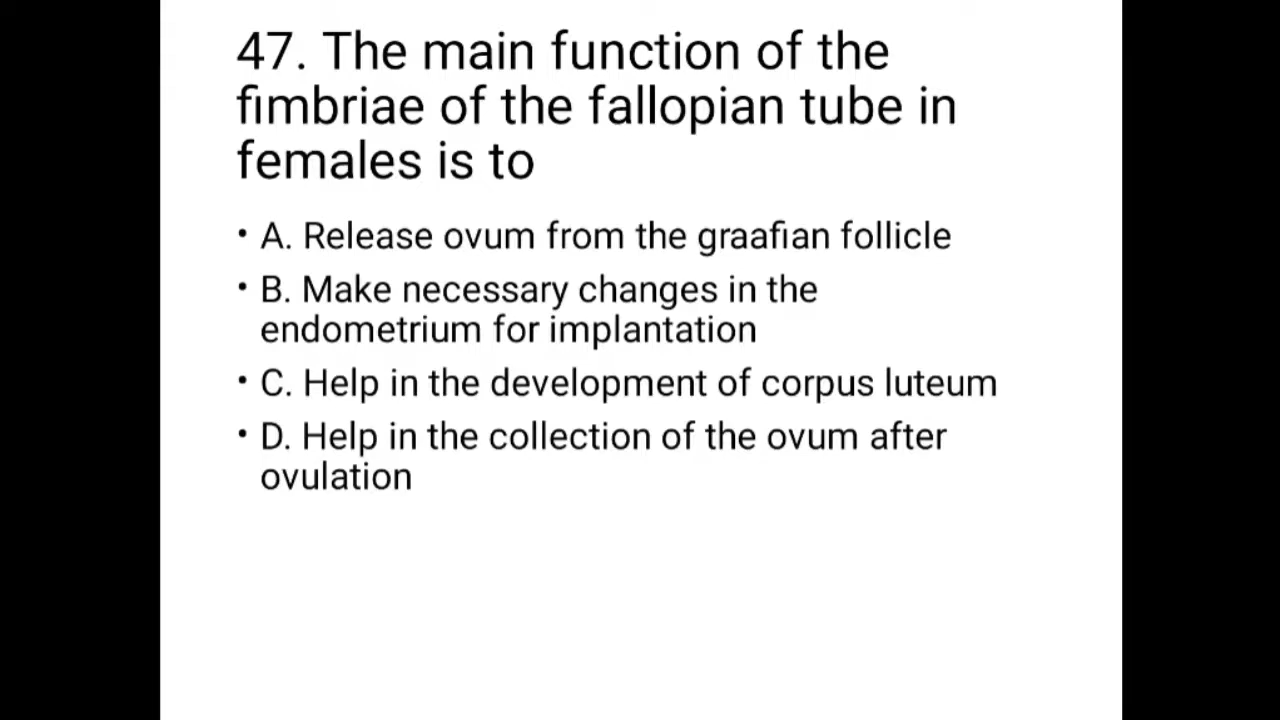 47. The main function of the
fimbriae of the fallopian tube in
females is to
• A. Release ovum from the graafian follicle
• B. Make necessary changes in the
endometrium for implantation
• C. Help in the development of corpus luteum
• D. Help in the collection of the ovum after
ovulation